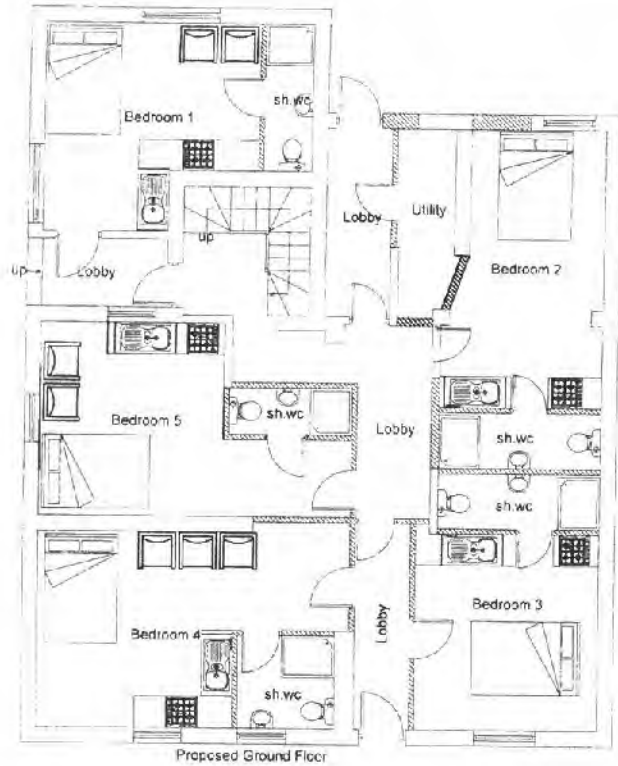 Bedroom 1
sh.wc
up
Lobby
Utility
up
Lobby
Bedroom 2
Bedroom 5
sh.wc
Lobby
sh.wc
sh.wc
Bedroom 4
Lobby
Bedroom 3
sh.wc
Proposed Ground Floor